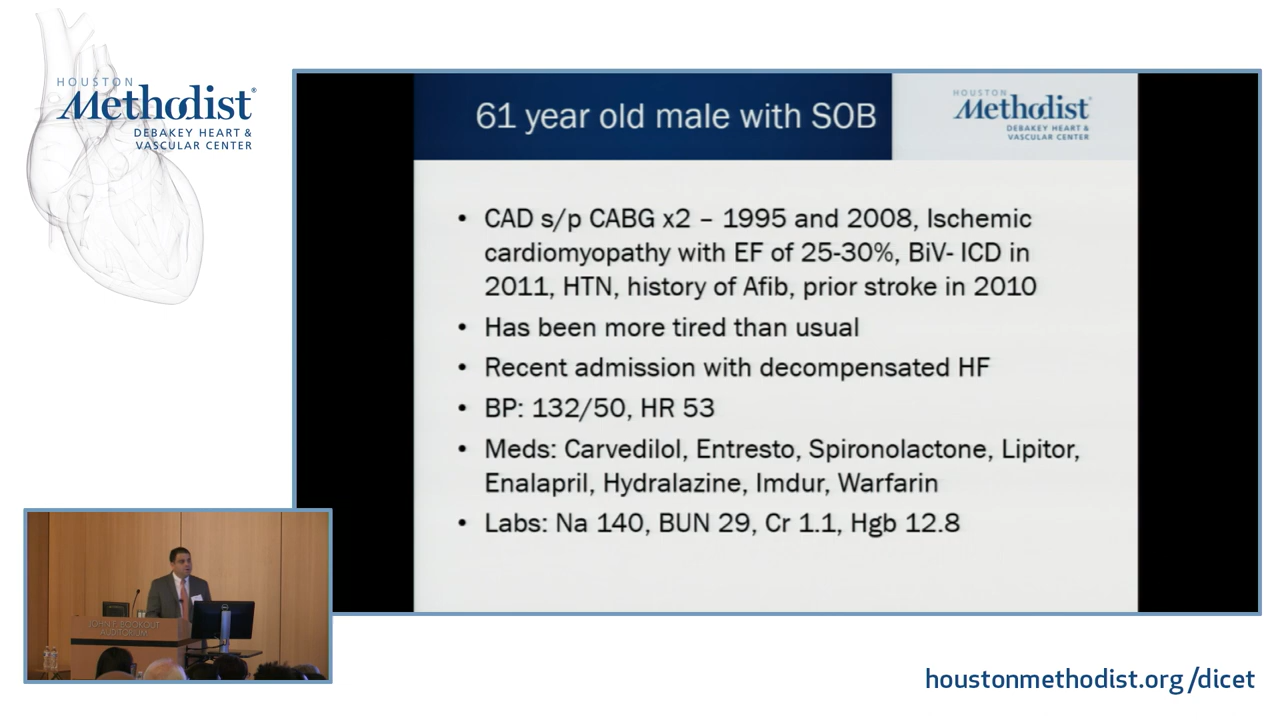 HOUSTON
Methodist®
DEBAKEY HEART &
VASCULAR CENTER
61 year old male with SOB
HOUSTON
Methodist®
DEBAKEY HEART &
VASCULAR CENTER
• CAD s/p CABG x2 – 1995 and 2008, Ischemic
cardiomyopathy with EF of 25-30%, BiV- ICD in
2011, HTN, history of Afib, prior stroke in 2010
• Has been more tired than usual
• Recent admission with decompensated HF
• BP: 132/50, HR 53
• Meds: Carvedilol, Entresto, Spironolactone, Lipitor,
Enalapril, Hydralazine, Imdur, Warfarin
• Labs: Na 140, BUN 29, Cr 1.1, Hgb 12.8
JOHN F. BOOKOUT
AUDITORIUM
houstonmethodist.org/dicet